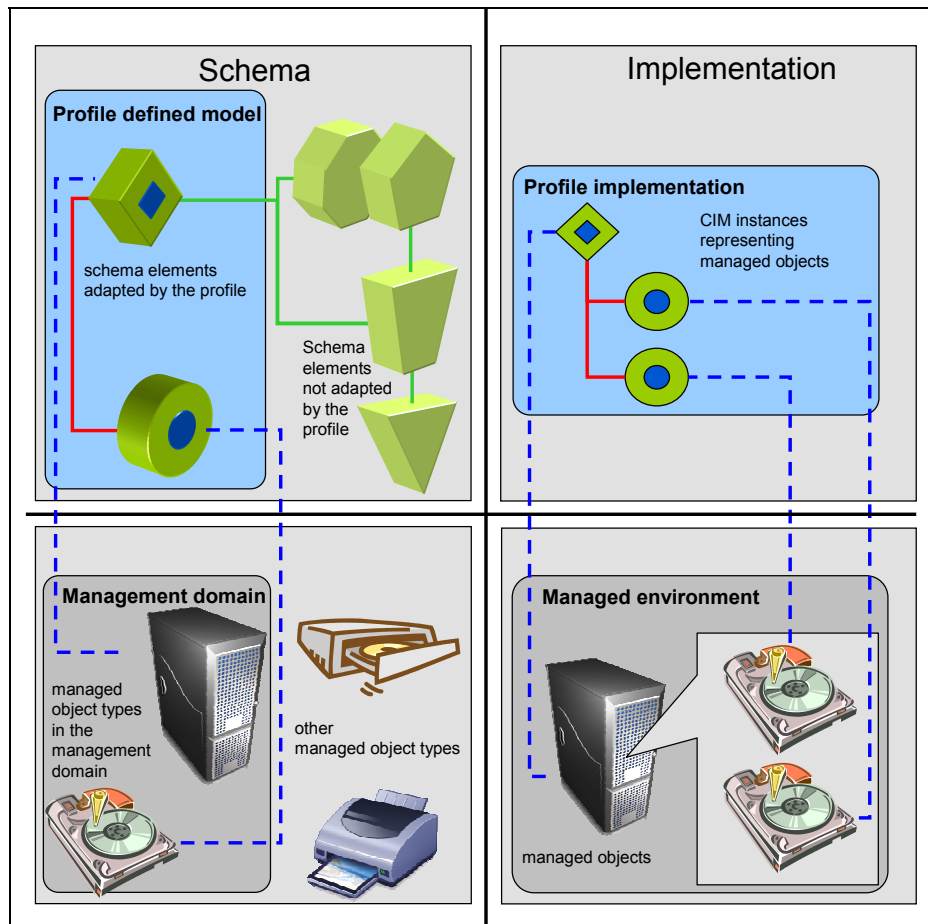 Schema
Profile defined model
schema elements
adapted by the profile
Schema
elements
not adapted
by the
profile
Implementation
Profile implementation
CIM instances
representing
managed objects
Management domain
managed
object types
in the
management
domain
other
managed object types
Managed environment
managed objects